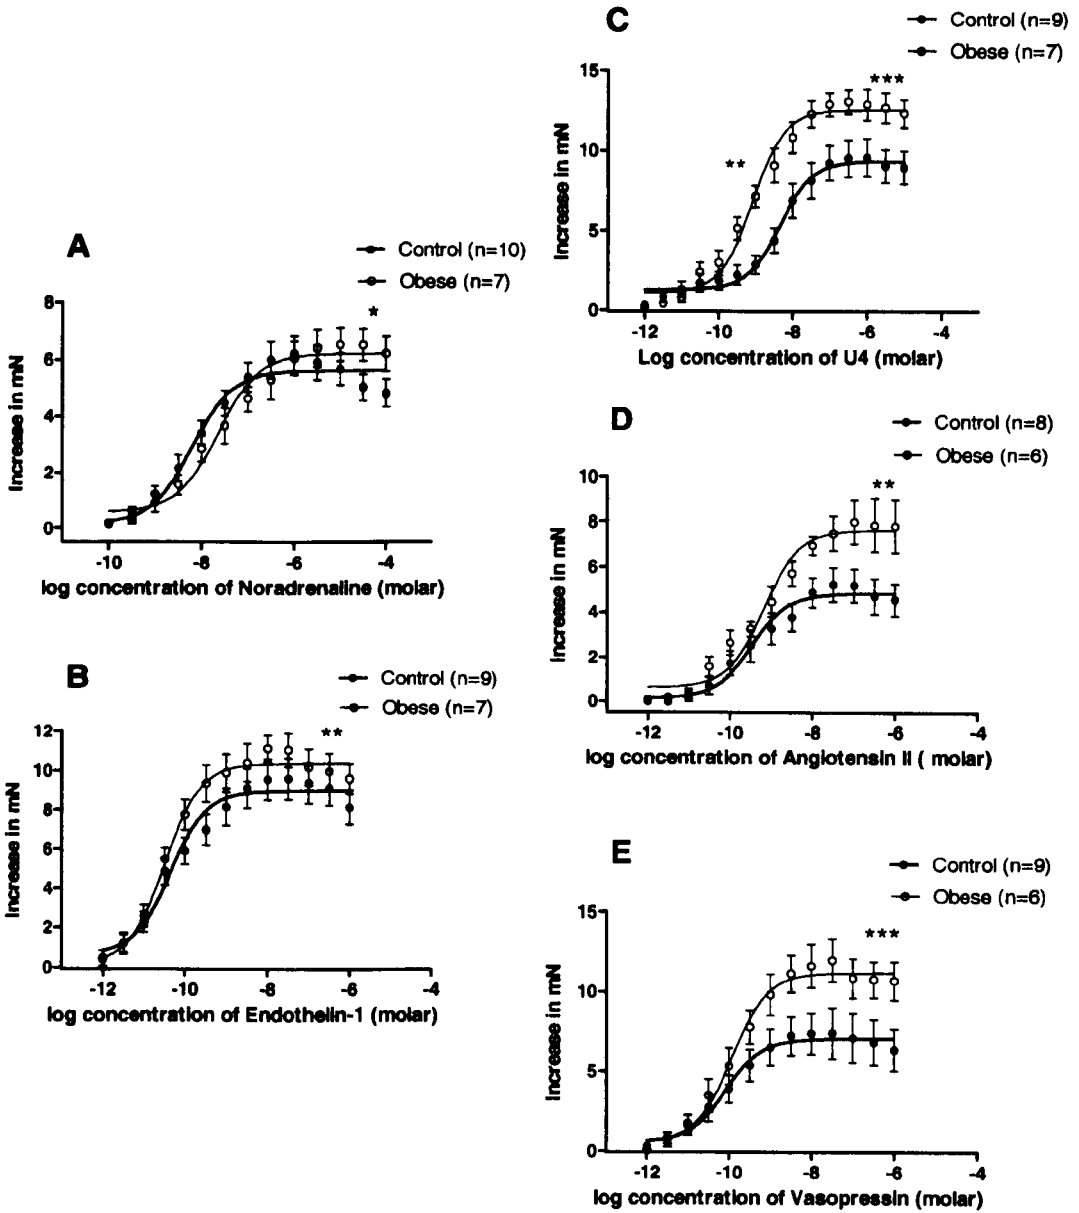 A
Control (n=10)
Obese (n=7)
8
6
4
2
0
*
Increase in mN
-10 -8 -6 -4
log concentration of Noradrenaline (molar)
B
Control (n=9)
Obese (n=7)
12
10
8
6
4
2
0
**
Increase in mN
-12 -10 -8 -6 -4
log concentration of Endothelin-1 (molar)
C
Control (n=9)
Obese (n=7)
15
10
5
0
***
**
Increase in mN
-12 -10 -8 -6 -4
Log concentration of U4 (molar)
D
Control (n=8)
Obese (n=6)
10
8
6
4
2
0
**
Increase in mN
-12 -10 -8 -6 -4
log concentration of Angiotensin II ( molar)
E
Control (n=9)
Obese (n=6)
15
10
5
0
***
Increase in mN
-12 -10 -8 -6 -4
log concentration of Vasopressin (molar)